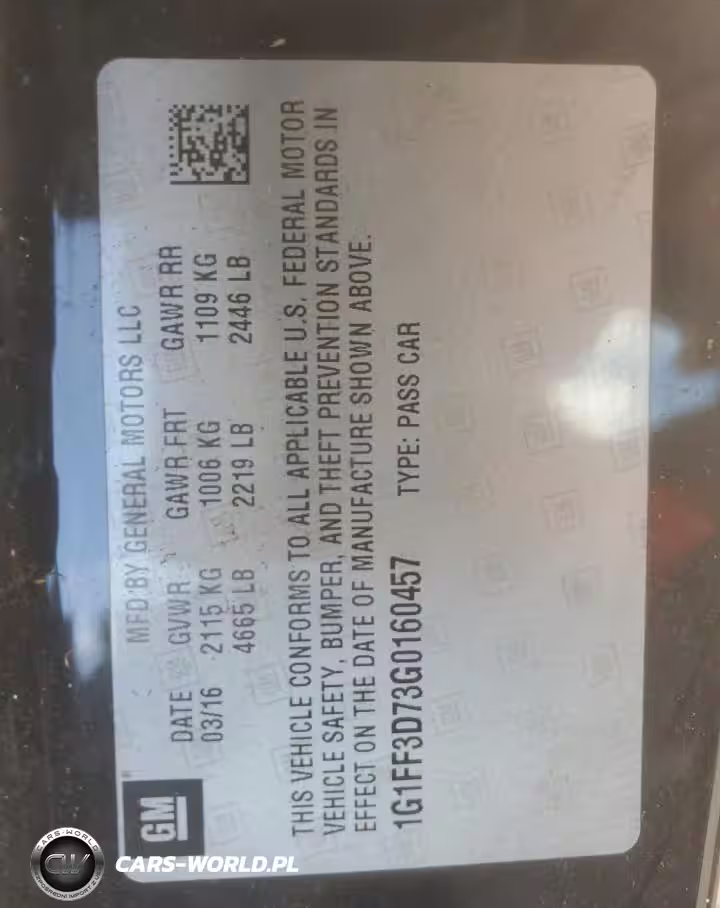 GM
MFD BY GENERAL MOTORS LLC
DATE GVWR GAWR FRT GAWR RR
03/16 2115 KG 1006 KG 1109 KG
4665 LB 2219 LB 2446 LB
THIS VEHICLE CONFORMS TO ALL APPLICABLE U.S. FEDERAL MOTOR
VEHICLE SAFETY, BUMPER, AND THEFT PREVENTION STANDARDS IN
EFFECT ON THE DATE OF MANUFACTURE SHOWN ABOVE.
1G1FF3D73G0160457 TYPE: PASS CAR
CARS-WORLD
CW
CARS-WORLD.PL